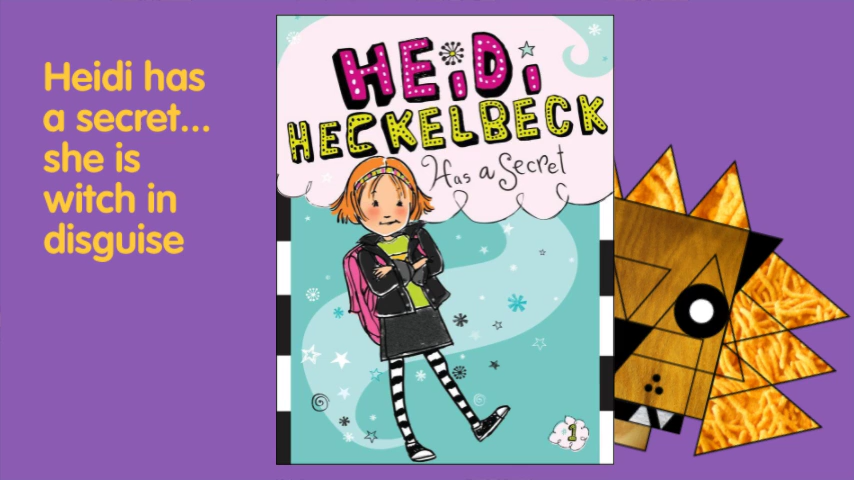 Heidi has
a secret...
she is
witch in
disguise
HEiDi
HECKELBECK
Has a Secret
1